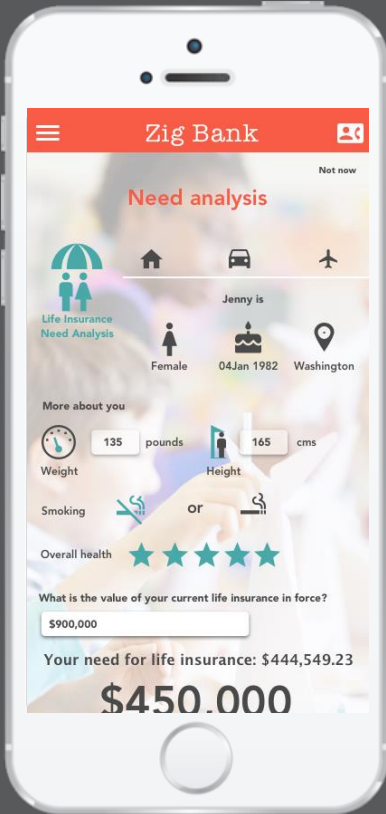 Zig Bank
Not now
Need analysis
Jenny is
Life Insurance
Need Analysis
Female 04Jan 1982 Washington
More about you
135 pounds 165 cms
Weight Height
Smoking or
Overall health
What is the value of your current life insurance in force?
$900,000
Your need for life insurance: $444,549.23
$450,000